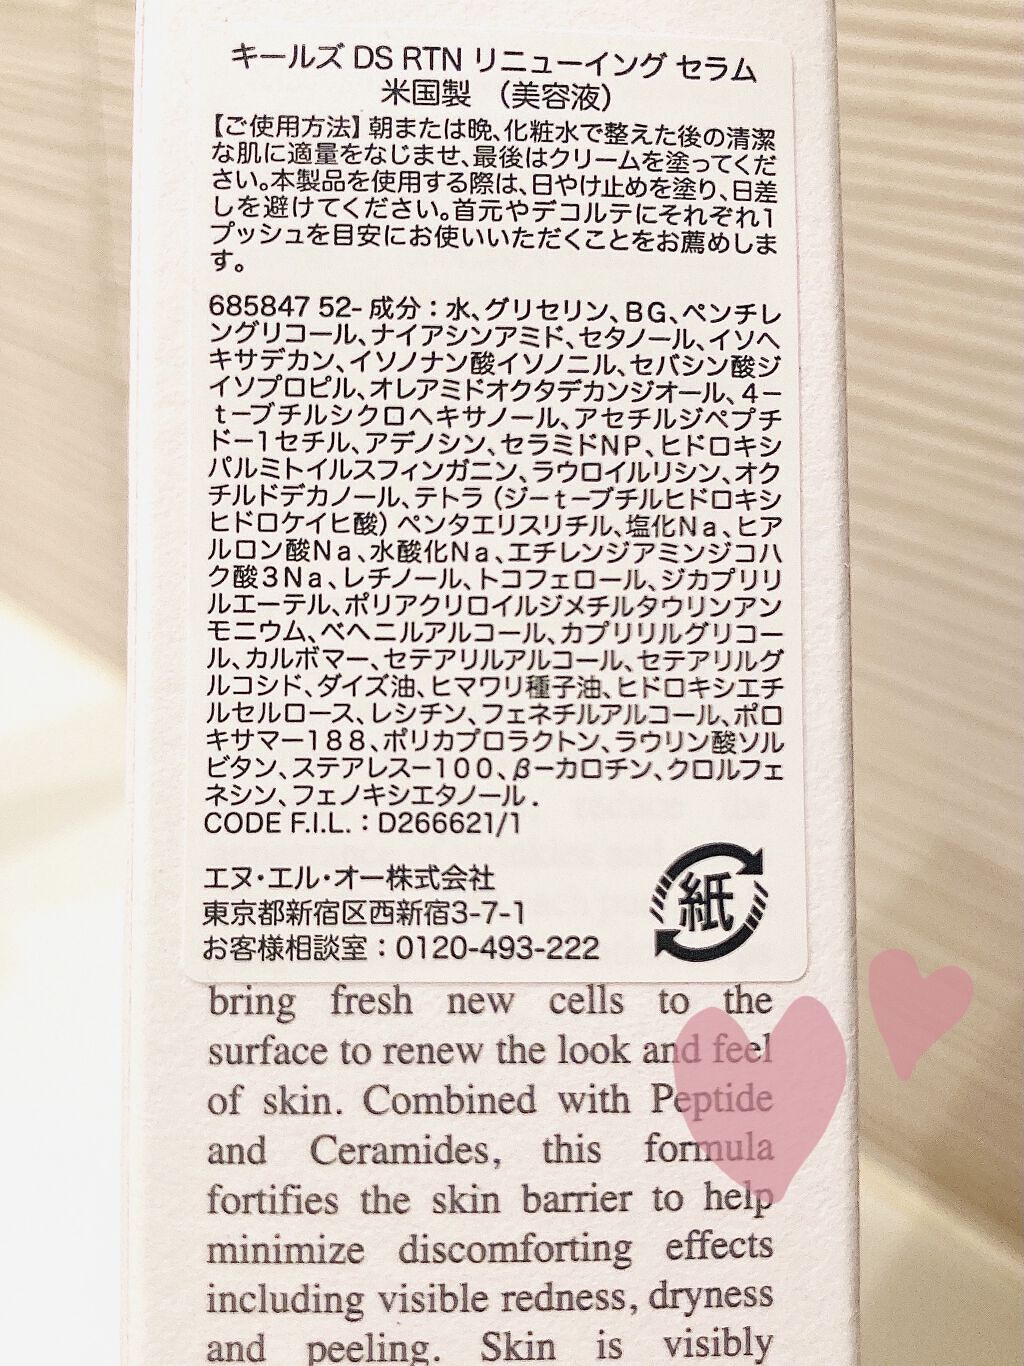 キールズ DS RTN リニューイング セラム
米国製 （美容液）
【ご使用方法】朝または晩、化粧水で整えた後の清潔
な肌に適量をなじませ、最後はクリームを塗ってくだ
さい。本製品を使用する際は、日やけ止めを塗り、日差
しを避けてください。首元やデコルテにそれぞれ1
プッシュを目安にお使いいただくことをお薦めしま
す。
685847 52- 成分：水、グリセリン、BG、ペンチレ
ングリコール、ナイアシンアミド、セタノール、イソヘ
キサデカン、イソノナン酸イソノニル、セバシン酸ジ
イソプロピル、オレアミドオクタデカンジオール、4－
t－ブチルシクロヘキサノール、アセチルジペプチ
ド－1セチル、アデノシン、セラミドNP、ヒドロキシ
パルミトイルスフィンガニン、ラウロイルリシン、オク
チルドデカノール、テトラ（ジ－t－ブチルヒドロキシ
ヒドロケイヒ酸）ペンタエリスリチル、塩化Na、ヒア
ルロン酸Na、水酸化Na、エチレンジアミンジコハ
ク酸3Na、レチノール、トコフェロール、ジカプリリ
ルエーテル、ポリアクリロイルジメチルタウリンアン
モニウム、ベヘニルアルコール、カプリリルグリコー
ル、カルボマー、セテアリルアルコール、セテアリルグ
ルコシド、ダイズ油、ヒマワリ種子油、ヒドロキシエチ
ルセルロース、レシチン、フェネチルアルコール、ポロ
キサマー188、ポリカプロラクトン、ラウリン酸ソル
ビタン、ステアレス－100、β－カロチン、クロルフェ
ネシン、フェノキシエタノール．
CODE F.I.L.：D266621/1
エヌ・エル・オー株式会社
東京都新宿区西新宿3-7-1
お客様相談室：0120-493-222
紙
bring fresh new cells to the
surface to renew the look and feel
of skin. Combined with Peptide
and Ceramides, this formula
fortifies the skin barrier to help
minimize discomforting effects
including visible redness, dryness
and peeling. Skin is visibly